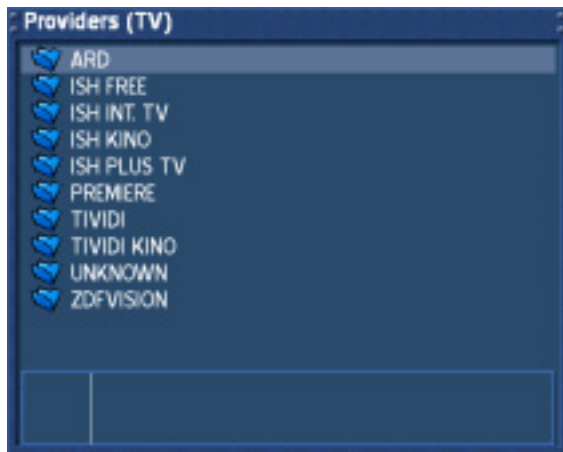 Providers (TV)
ARD
ISH FREE
ISH INT. TV
ISH KINO
ISH PLUS TV
PREMIERE
TIVIDI
TIVIDI KINO
UNKNOWN
ZDFVISION